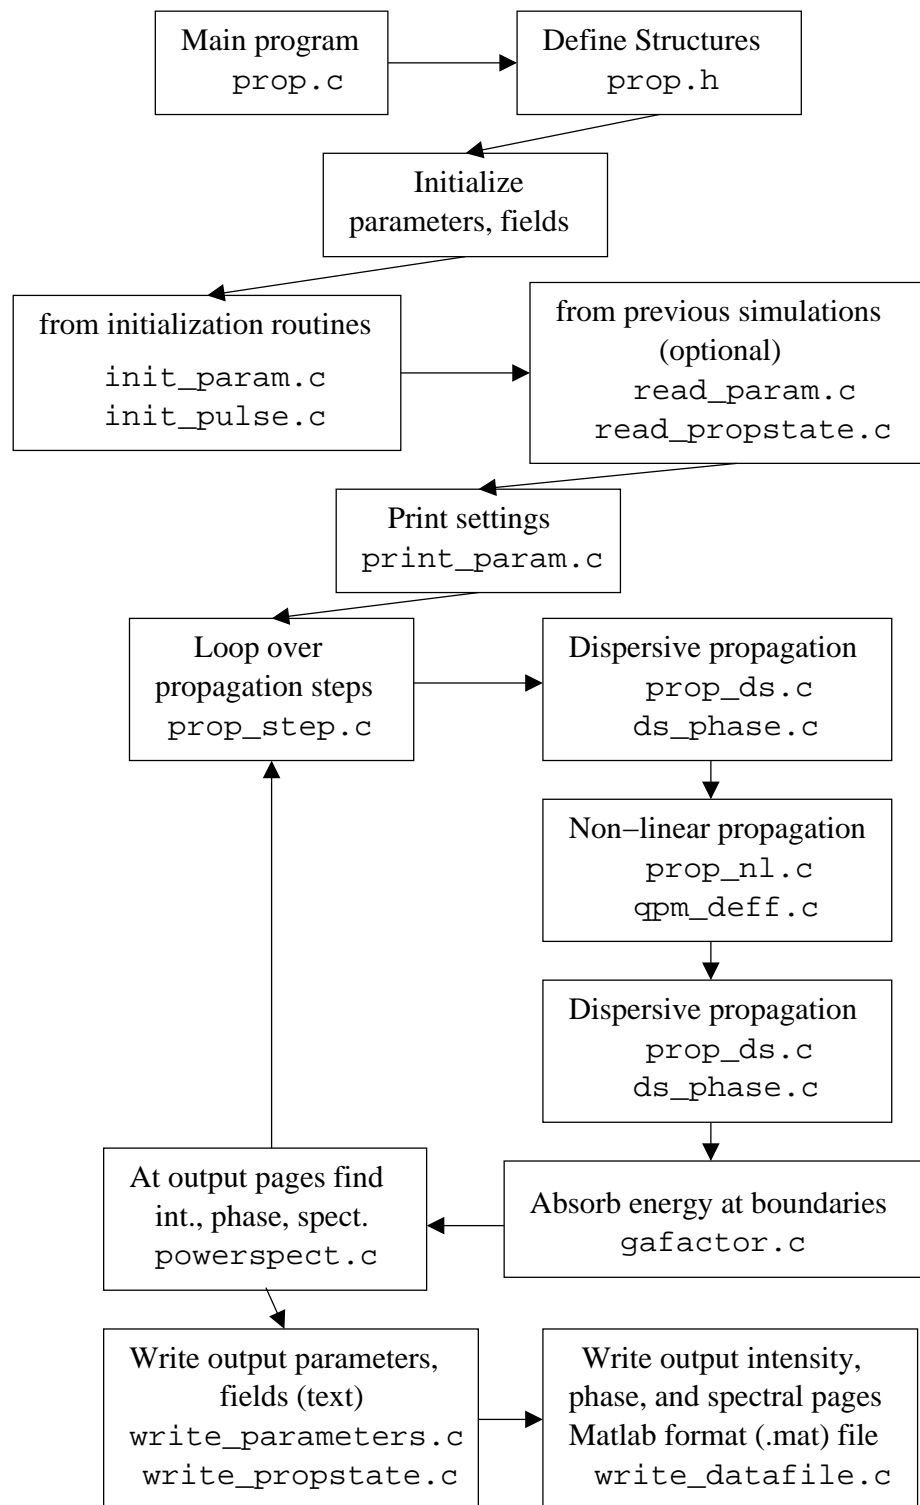 Main program
prop.c
Define Structures
prop.h
Initialize
parameters, fields
from initialization routines
init_param.c
init_pulse.c
from previous simulations
(optional)
read_param.c
read_propstate.c
Print settings
print_param.c
Loop over
propagation steps
prop_step.c
Dispersive propagation
prop_ds.c
ds_phase.c
Non−linear propagation
prop_nl.c
qpm_deff.c
Dispersive propagation
prop_ds.c
ds_phase.c
Absorb energy at boundaries
gafactor.c
At output pages find
int., phase, spect.
powerspect.c
Write output parameters,
fields (text)
write_parameters.c
write_propstate.c
Write output intensity,
phase, and spectral pages
Matlab format (.mat) file
write_datafile.c